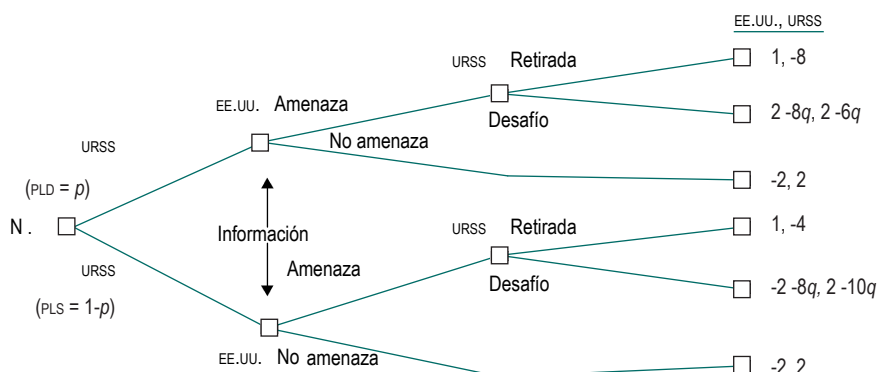 EE.UU., URSS
URSS Retirada
1, -8
EE.UU. Amenaza
Desafío
2 -8q, 2 -6q
URSS
No amenaza
(PLD = p)
-2, 2
N .
Información
URSS Retirada
1, -4
URSS
Amenaza
Desafío
-2 -8q, 2 -10q
(PLS = 1-p)
EE.UU. No amenaza
-2, 2